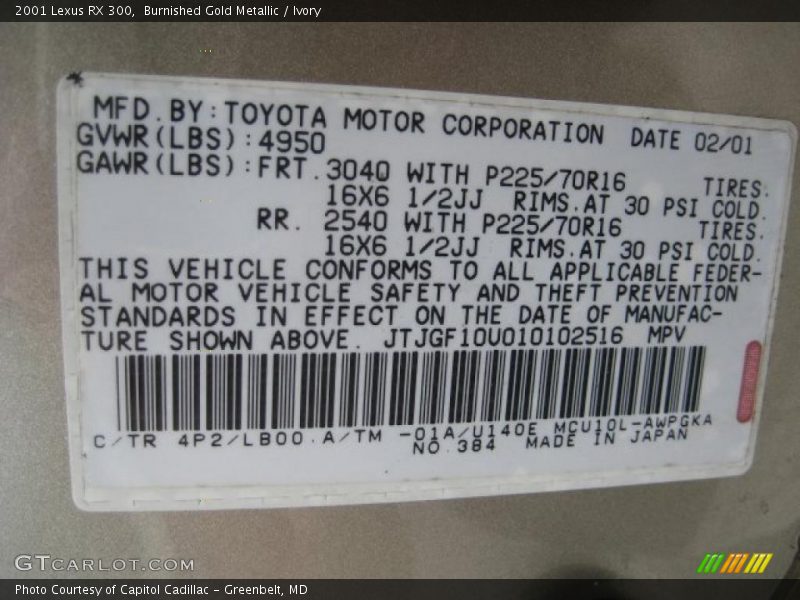 2001 Lexus RX 300,  Burnished Gold Metallic / Ivory
MFD.BY:TOYOTA MOTOR CORPORATION DATE 02/01
GVWR(LBS):4950
GAWR(LBS):FRT.3040 WITH P225/70R16 TIRES.
16X6 1/2JJ RIMS.AT 30 PSI COLD.
RR. 2540 WITH P225/70R16 TIRES.
16X6 1/2JJ RIMS.AT 30 PSI COLD.
THIS VEHICLE CONFORMS TO ALL APPLICABLE FEDER-
AL MOTOR VEHICLE SAFETY AND THEFT PREVENTION
STANDARDS IN EFFECT ON THE DATE OF MANUFAC-
TURE SHOWN ABOVE. JTJGF10U010102516 MPV
C/TR 4P2/LB00.A/TM -01A/U140E MCU10L-AWPGKA
NO.384 MADE IN JAPAN
GTCARLOT.COM
Photo Courtesy of Capitol Cadillac - Greenbelt, MD